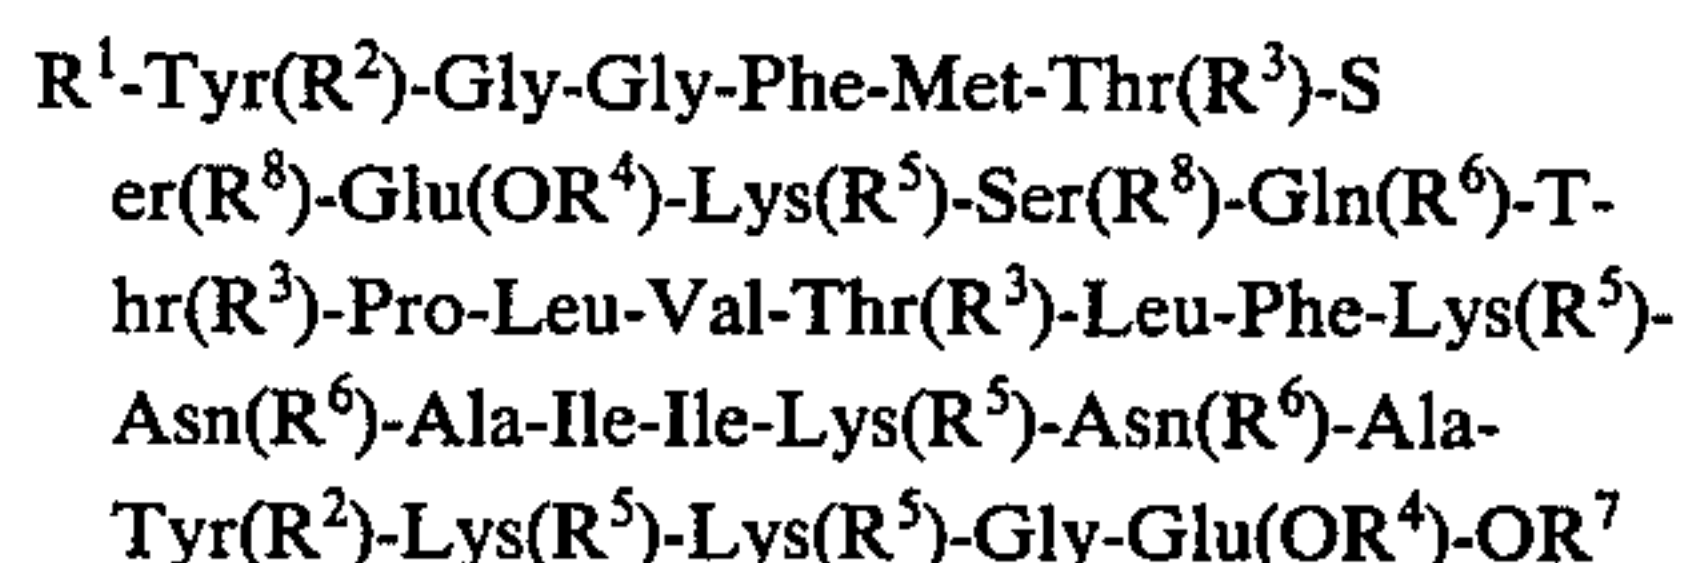 R¹-Tyr(R²)-Gly-Gly-Phe-Met-Thr(R³)-S
er(R⁸)-Glu(OR⁴)-Lys(R⁵)-Ser(R⁸)-Gln(R⁶)-T-
hr(R³)-Pro-Leu-Val-Thr(R³)-Leu-Phe-Lys(R⁵)-
Asn(R⁶)-Ala-Ile-Ile-Lys(R⁵)-Asn(R⁶)-Ala-
Tyr(R²)-Lys(R⁵)-Lys(R⁵)-Gly-Glu(OR⁴)-OR⁷